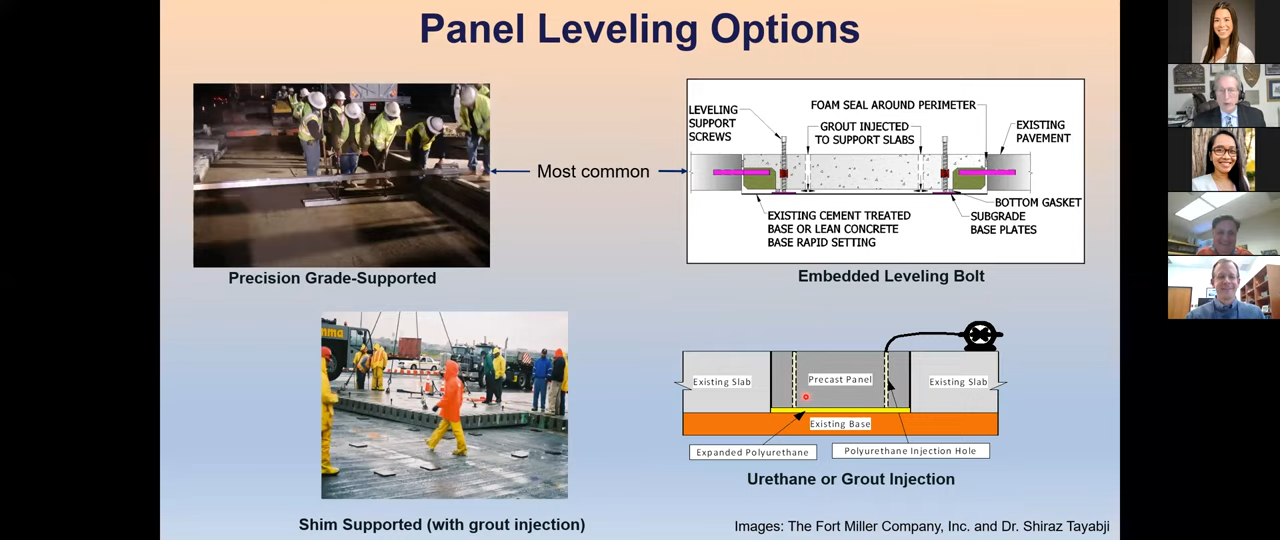 Panel Leveling Options
Precision Grade-Supported
Most common
LEVELING
SUPPORT
SCREWS
FOAM SEAL AROUND PERIMETER
GROUT INJECTED
TO SUPPORT SLABS
EXISTING
PAVEMENT
EXISTING CEMENT TREATED
BASE OR LEAN CONCRETE
BASE RAPID SETTING
BOTTOM GASKET
SUBGRADE
BASE PLATES
Embedded Leveling Bolt
nma
Shim Supported (with grout injection)
Existing Slab
Precast Panel
Existing Slab
Existing Base
Expanded Polyurethane
Polyurethane Injection Hole
Urethane or Grout Injection
Images: The Fort Miller Company, Inc. and Dr. Shiraz Tayabji